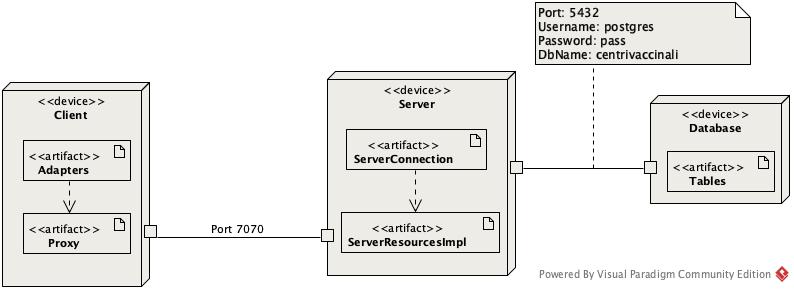 Port: 5432
Username: postgres
Password: pass
DbName: centrivaccinali
<<device>>
Client
<<artifact>>
Adapters
<<artifact>>
Proxy
Port 7070
<<device>>
Server
<<artifact>>
ServerConnection
<<artifact>>
ServerResourcesImpl
<<device>>
Database
<<artifact>>
Tables
Powered By Visual Paradigm Community Edition